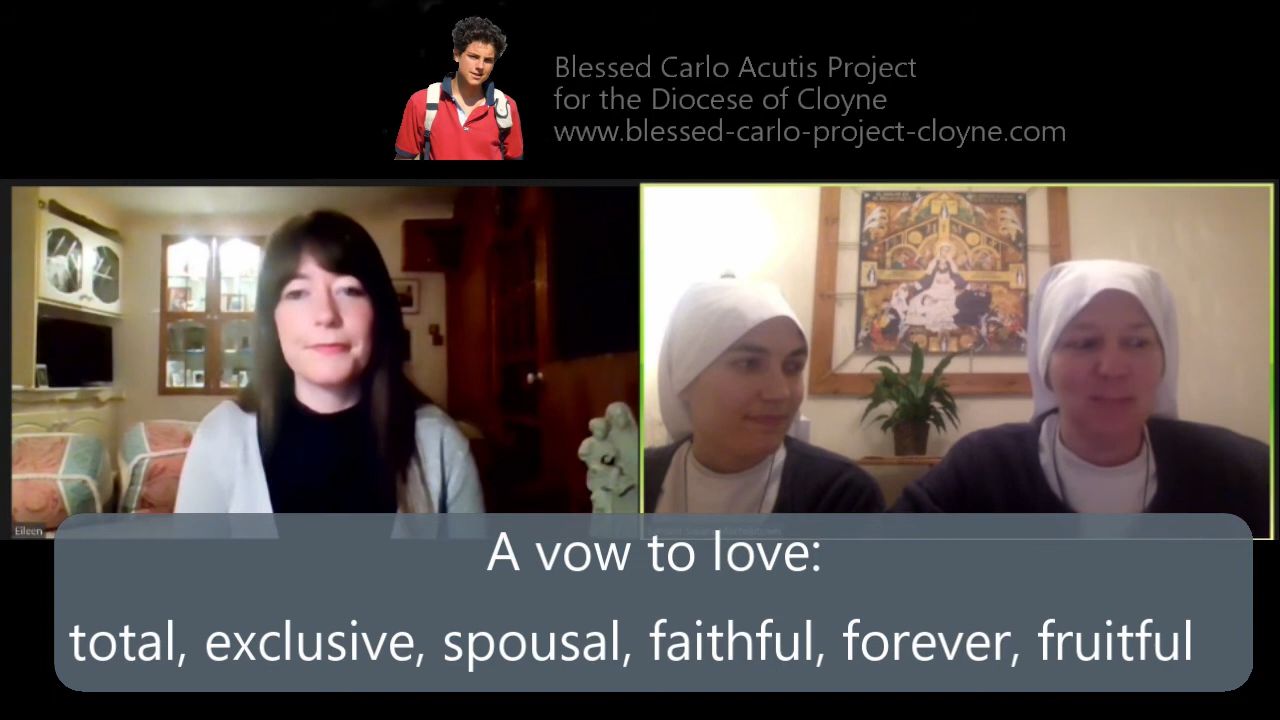 Blessed Carlo Acutis Project
for the Diocese of Cloyne
www.blessed-carlo-project-cloyne.com
Eileen
A vow to love:
total, exclusive, spousal, faithful, forever, fruitful